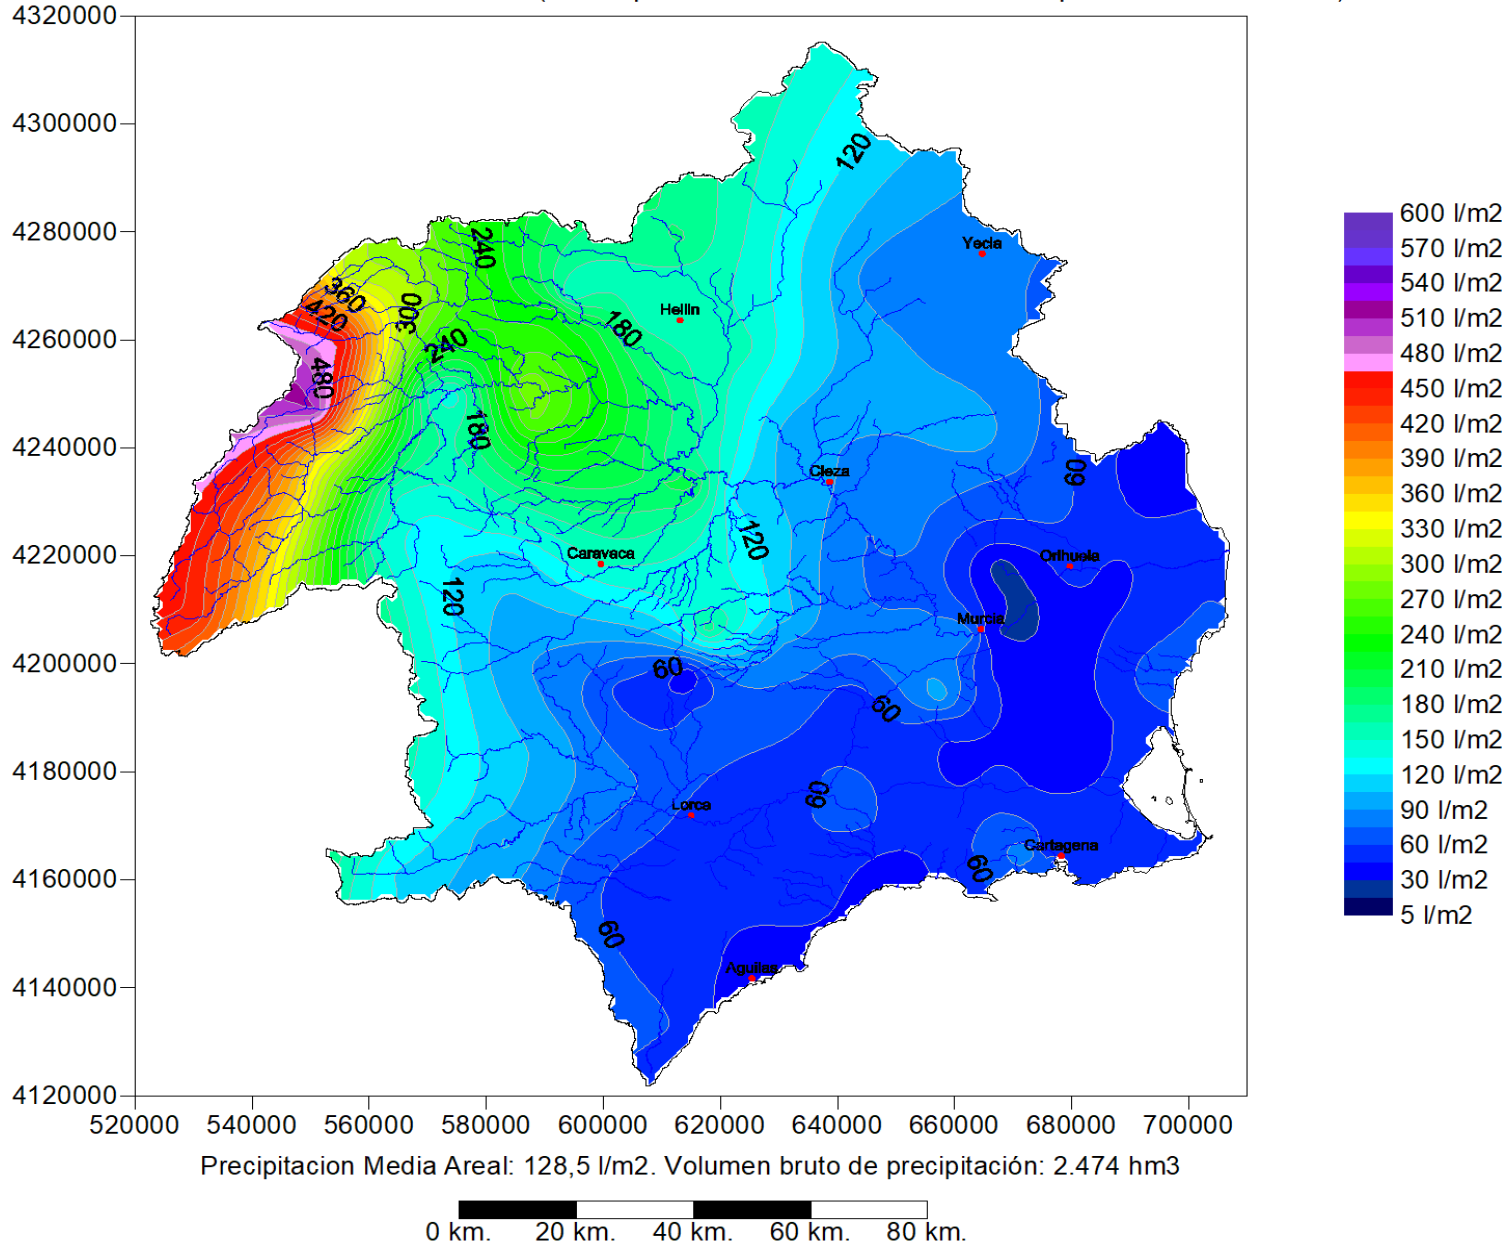 4320000
4300000
4280000
4260000
4240000
4220000
4200000
4180000
4160000
4140000
4120000
520000 540000 560000 580000 600000 620000 640000 660000 680000 700000
120
240
Yecla
360
420
300
Hellin
180
240
480
180
60
Cieza
120
Caravaca
Orihuela
120
Murcia
60
60
60
Lorca
Cartagena
60
60
Aguilas
600 l/m2
570 l/m2
540 l/m2
510 l/m2
480 l/m2
450 l/m2
420 l/m2
390 l/m2
360 l/m2
330 l/m2
300 l/m2
270 l/m2
240 l/m2
210 l/m2
180 l/m2
150 l/m2
120 l/m2
90 l/m2
60 l/m2
30 l/m2
5 l/m2
Precipitacion Media Areal: 128,5 l/m2. Volumen bruto de precipitación: 2.474 hm3
0 km. 20 km. 40 km. 60 km. 80 km.